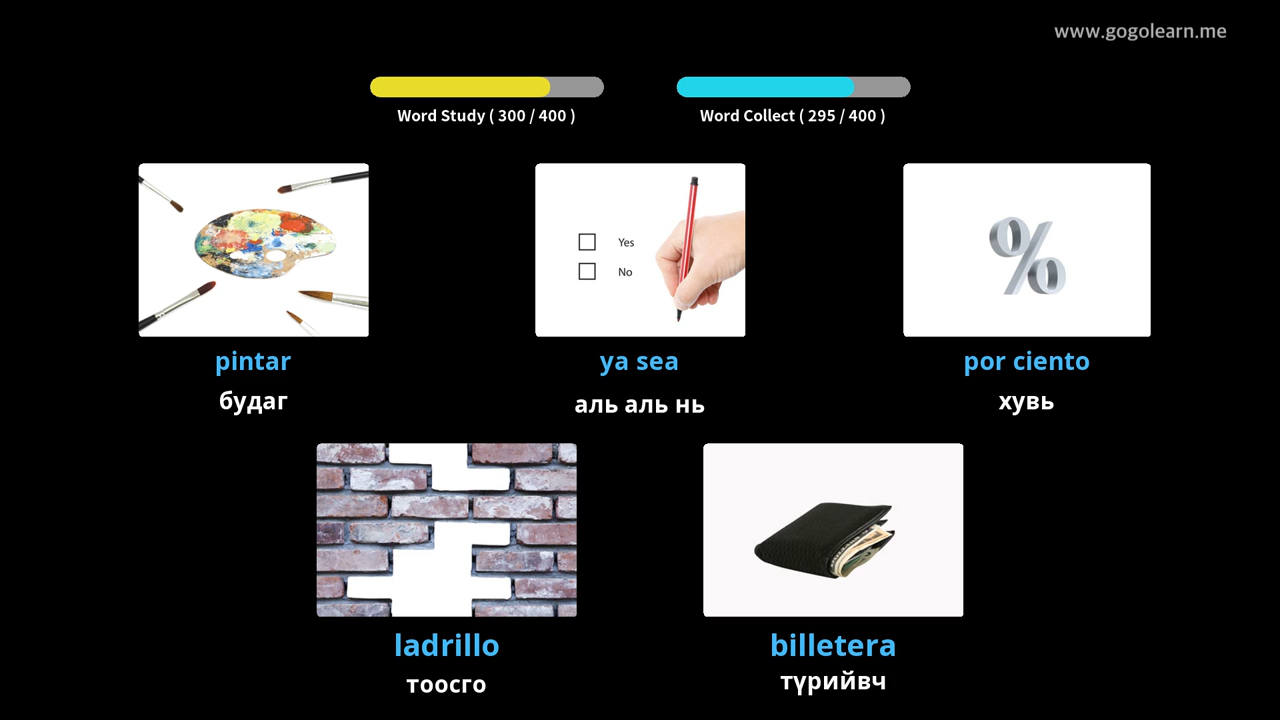 www.gogolearn.me
Word Study ( 300 / 400 )
Word Collect ( 295 / 400 )
Yes
No
pintar
ya sea
por ciento
будаг
аль аль нь
хувь
ladrillo
billetera
тоосго
түрийвч